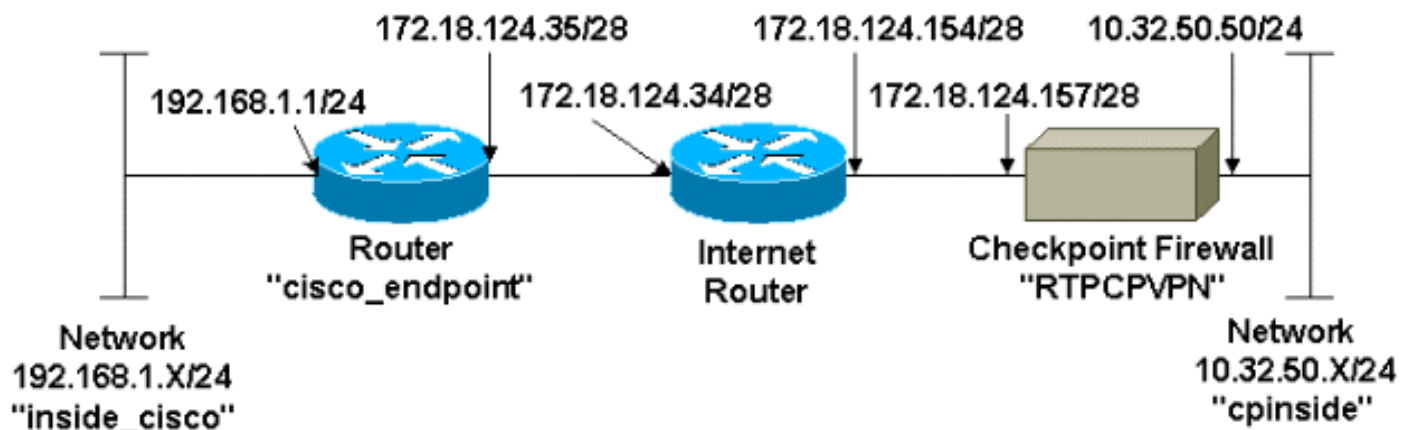 172.18.124.35/28
172.18.124.154/28
10.32.50.50/24
192.168.1.1/24
172.18.124.34/28
172.18.124.157/28
Router
"cisco_endpoint"
Internet
Router
Checkpoint Firewall
"RTPCPVPN"
Network
192.168.1.X/24
"inside_cisco"
Network
10.32.50.X/24
"cpinside"